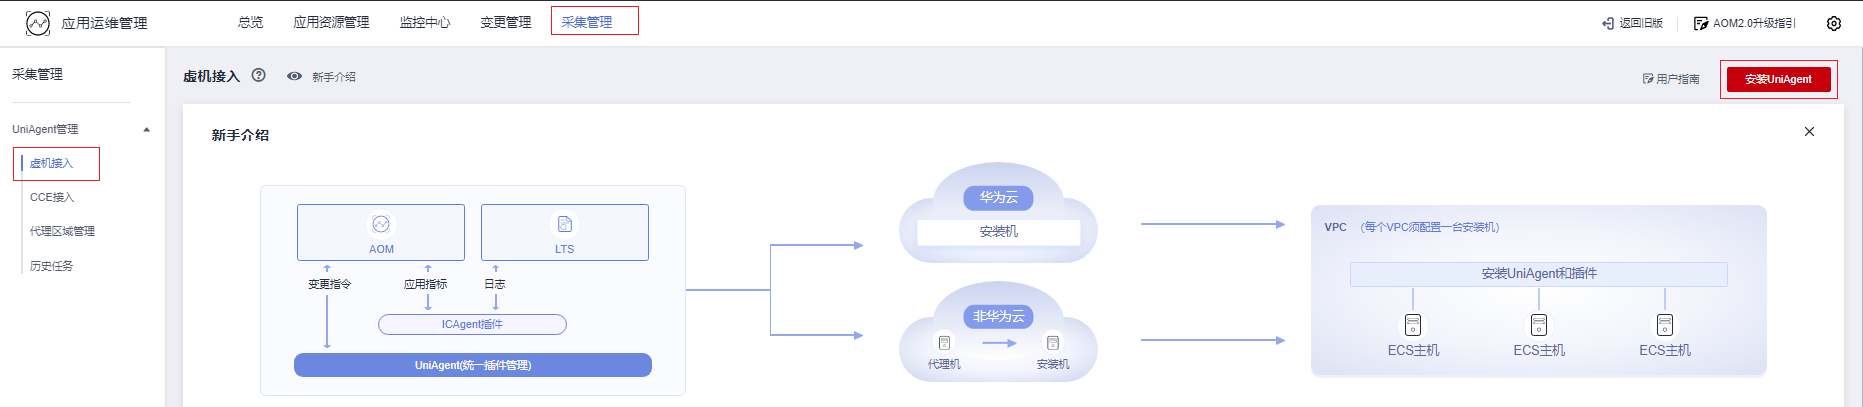 应用运维管理
总览
应用资源管理
监控中心
变更管理
采集管理
返回旧版
AOM2.0升级指引
采集管理
UniAgent管理
虚机接入
CCE接入
代理区域管理
历史任务
虚机接入
新手介绍
用户指南
安装UniAgent
新手介绍
AOM
LTS
变更指令
应用指标
日志
ICAgent插件
UniAgent(统一插件管理)
华为云
安装机
非华为云
代理机
安装机
VPC
(每个VPC须配置一台安装机)
安装UniAgent和插件
ECS主机
ECS主机
ECS主机